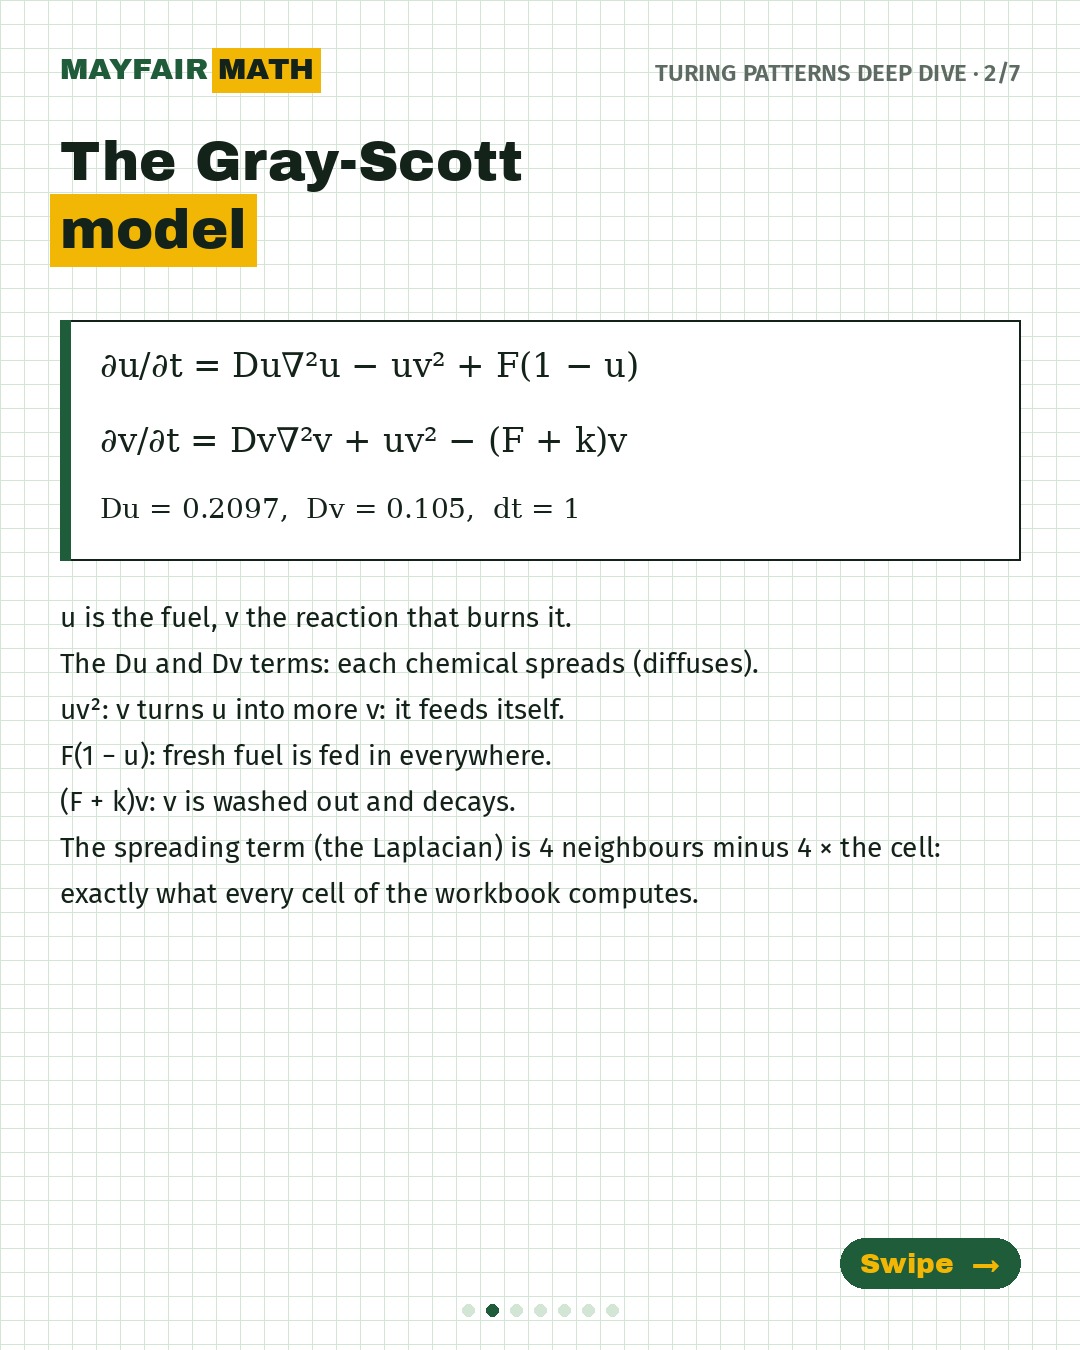 MAYFAIR MATH
TURING PATTERNS DEEP DIVE · 2/7
The Gray-Scott
model
∂u/∂t = Du∇²u − uv² + F(1 − u)
∂v/∂t = Dv∇²v + uv² − (F + k)v
Du = 0.2097, Dv = 0.105, dt = 1
u is the fuel, v the reaction that burns it.
The Du and Dv terms: each chemical spreads (diffuses).
uv²: v turns u into more v: it feeds itself.
F(1 − u): fresh fuel is fed in everywhere.
(F + k)v: v is washed out and decays.
The spreading term (the Laplacian) is 4 neighbours minus 4 × the cell:
exactly what every cell of the workbook computes.
Swipe →